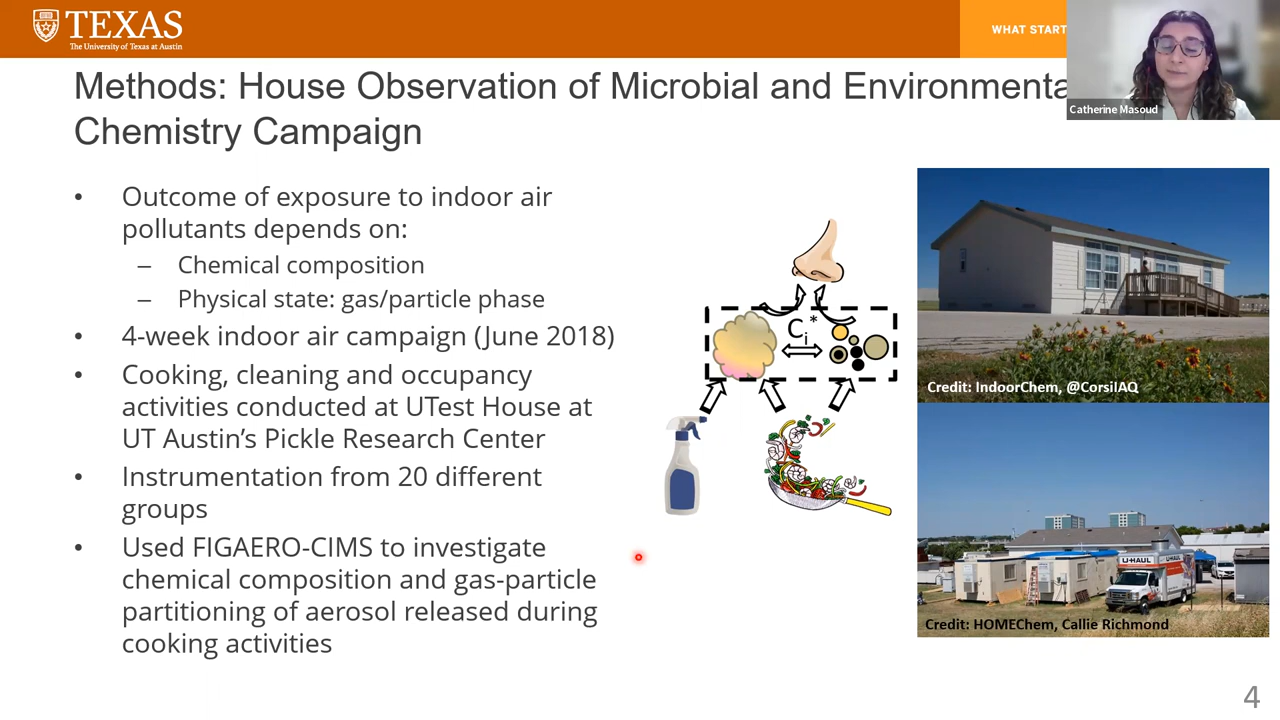 TEXAS
The University of Texas at Austin
WHAT START
Catherine Masoud
Methods: House Observation of Microbial and Environmenta
Chemistry Campaign
• Outcome of exposure to indoor air
pollutants depends on:
– Chemical composition
– Physical state: gas/particle phase
• 4-week indoor air campaign (June 2018)
• Cooking, cleaning and occupancy
activities conducted at UTest House at
UT Austin’s Pickle Research Center
• Instrumentation from 20 different
groups
• Used FIGAERO-CIMS to investigate
chemical composition and gas-particle
partitioning of aerosol released during
cooking activities
Ci*
Credit: IndoorChem, @CorsiIAQ
U-HAUL
U-HAUL
Credit: HOMEChem, Callie Richmond
4